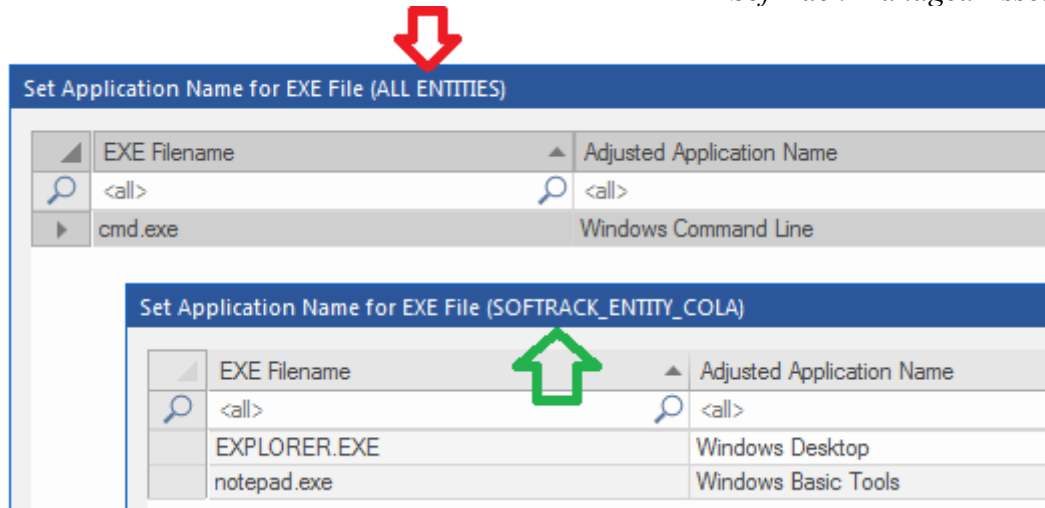 Set Application Name for EXE File (ALL ENTITIES)
EXE Filename Adjusted Application Name
<all> <all>
cmd.exe Windows Command Line
Set Application Name for EXE File (SOFTRACK_ENTITY_COLA)
EXE Filename Adjusted Application Name
<all> <all>
EXPLORER.EXE Windows Desktop
notepad.exe Windows Basic Tools